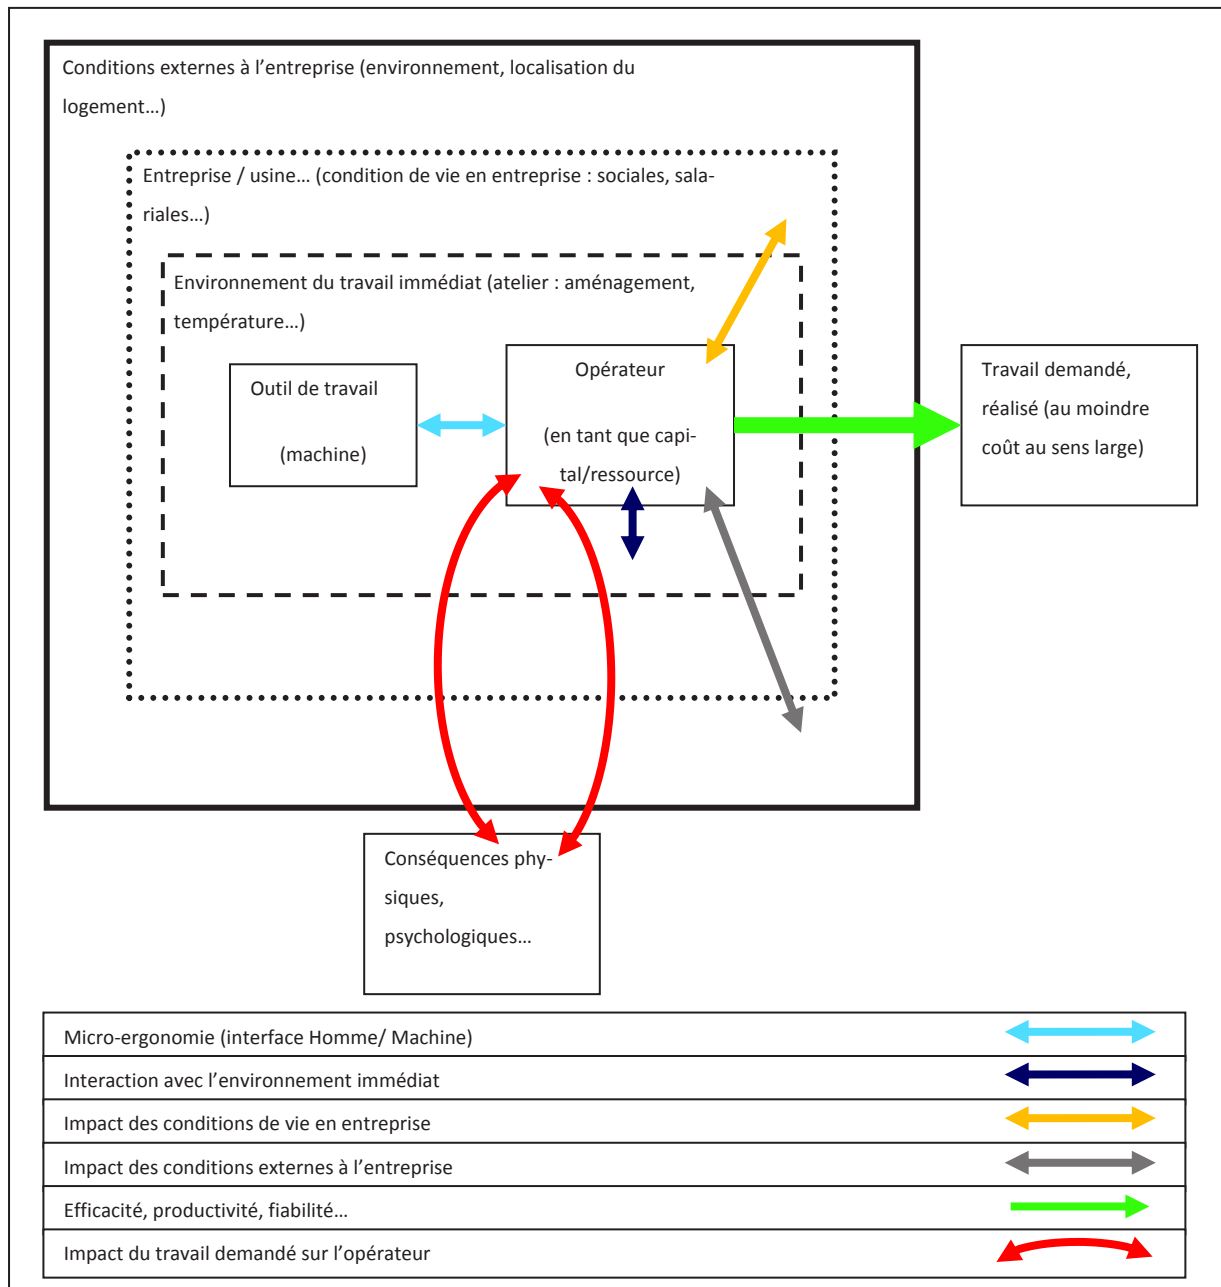 Conditions externes à l’entreprise (environnement, localisation du
logement…)
Entreprise / usine… (condition de vie en entreprise : sociales, sala-
riales…)
Environnement du travail immédiat (atelier : aménagement,
température…)
Outil de travail
(machine)
Opérateur
(en tant que capi-
tal/ressource)
Travail demandé,
réalisé (au moindre
coût au sens large)
Conséquences phy-
siques,
psychologiques…
Micro-ergonomie (interface Homme/ Machine)
Interaction avec l’environnement immédiat
Impact des conditions de vie en entreprise
Impact des conditions externes à l’entreprise
Efficacité, productivité, fiabilité…
Impact du travail demandé sur l’opérateur